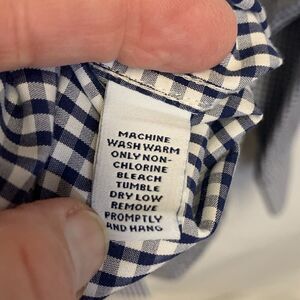 MACHINE
WASH WARM
ONLY NON-
CHLORINE
BLEACH
TUMBLE
DRY LOW
REMOVE
PROMPTLY
AND HANG